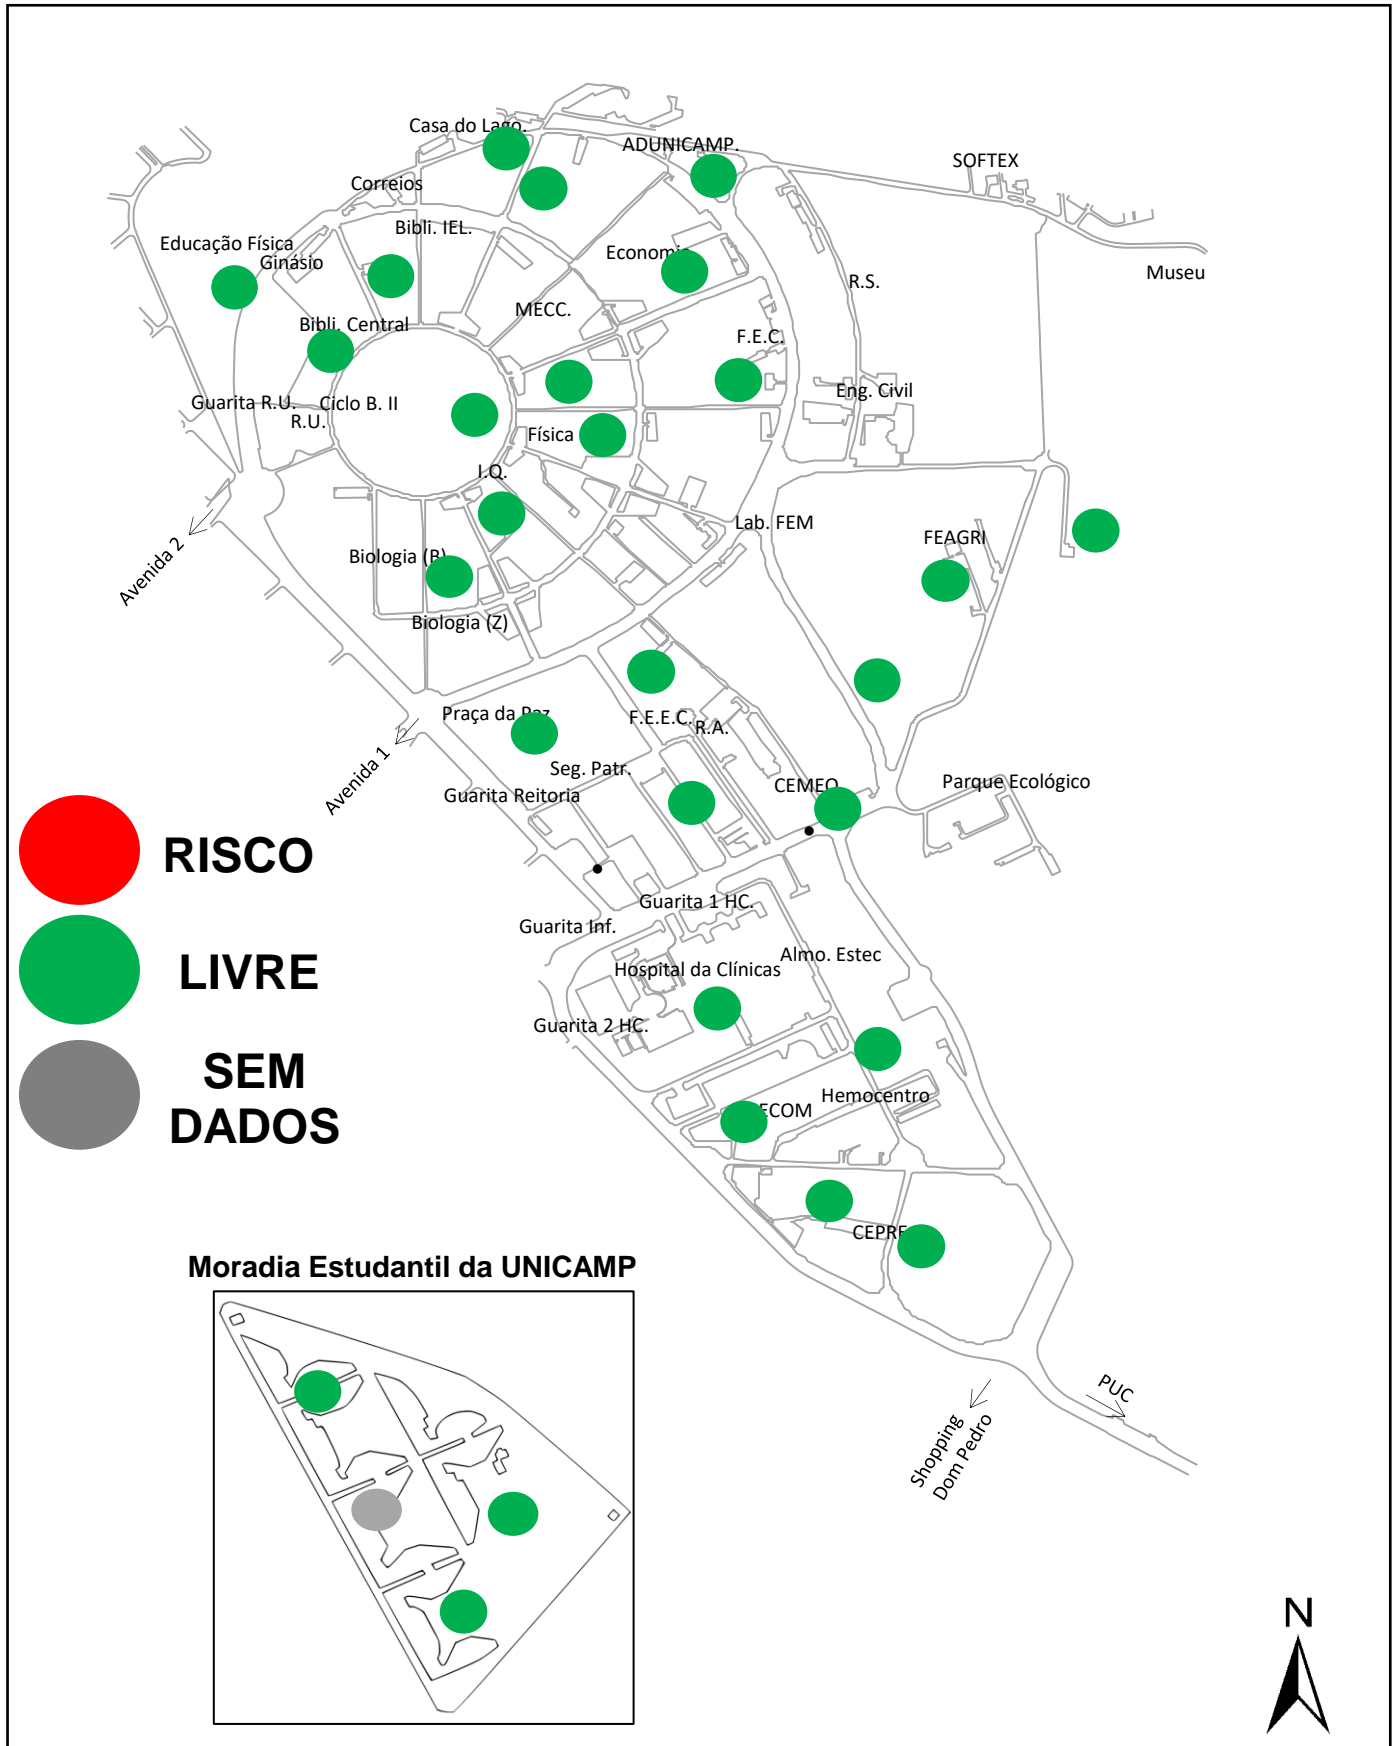 Casa do Lago.
ADUNICAMP.
SOFTEX
Correios
Bibli. IEL.
Educação Física
Ginásio
Economia
Museu
R.S.
MECC.
Bibli. Central
F.E.C.
Guarita R.U.
Ciclo B. II
R.U.
Eng. Civil
Física
I.Q.
Lab. FEM
FEAGRI
Biologia (B)
Avenida 2
Biologia (Z)
Praça da Paz
F.E.E.C.
R.A.
Avenida 1
Seg. Patr.
Guarita Reitoria
CEMEQ
Parque Ecológico
RISCO
Guarita 1 HC.
Guarita Inf.
LIVRE
Almo. Estec
Hospital da Clínicas
Guarita 2 HC.
SEM
DADOS
Hemocentro
ECOM
CEPRE
Moradia Estudantil da UNICAMP
PUC
Shopping
Dom Pedro
N